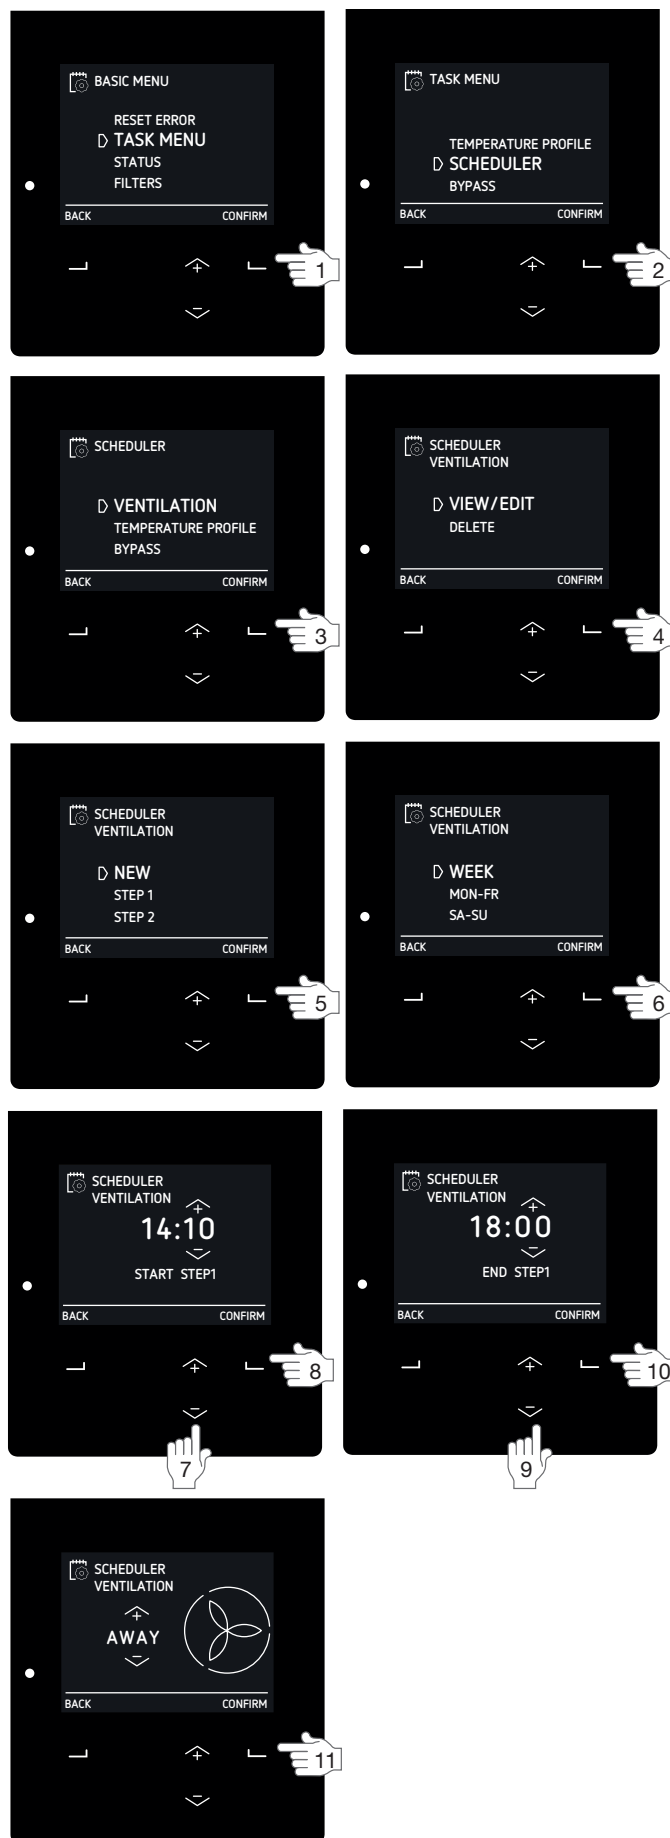 BASIC MENU
RESET ERROR
TASK MENU
STATUS
FILTERS
BACK CONFIRM
+
1
−
TASK MENU
TEMPERATURE PROFILE
SCHEDULER
BYPASS
BACK CONFIRM
+
2
−
SCHEDULER
VENTILATION
TEMPERATURE PROFILE
BYPASS
BACK CONFIRM
+
3
−
SCHEDULER
VENTILATION
VIEW/EDIT
DELETE
BACK CONFIRM
+
4
−
SCHEDULER
VENTILATION
NEW
STEP 1
STEP 2
BACK CONFIRM
+
5
−
SCHEDULER
VENTILATION
WEEK
MON-FR
SA-SU
BACK CONFIRM
+
6
−
SCHEDULER
VENTILATION
+
14:10
−
START STEP1
BACK CONFIRM
+
8
−
7
SCHEDULER
VENTILATION
+
18:00
−
END STEP1
BACK CONFIRM
+
10
−
9
SCHEDULER
VENTILATION
+
AWAY
−
BACK CONFIRM
+
11
−